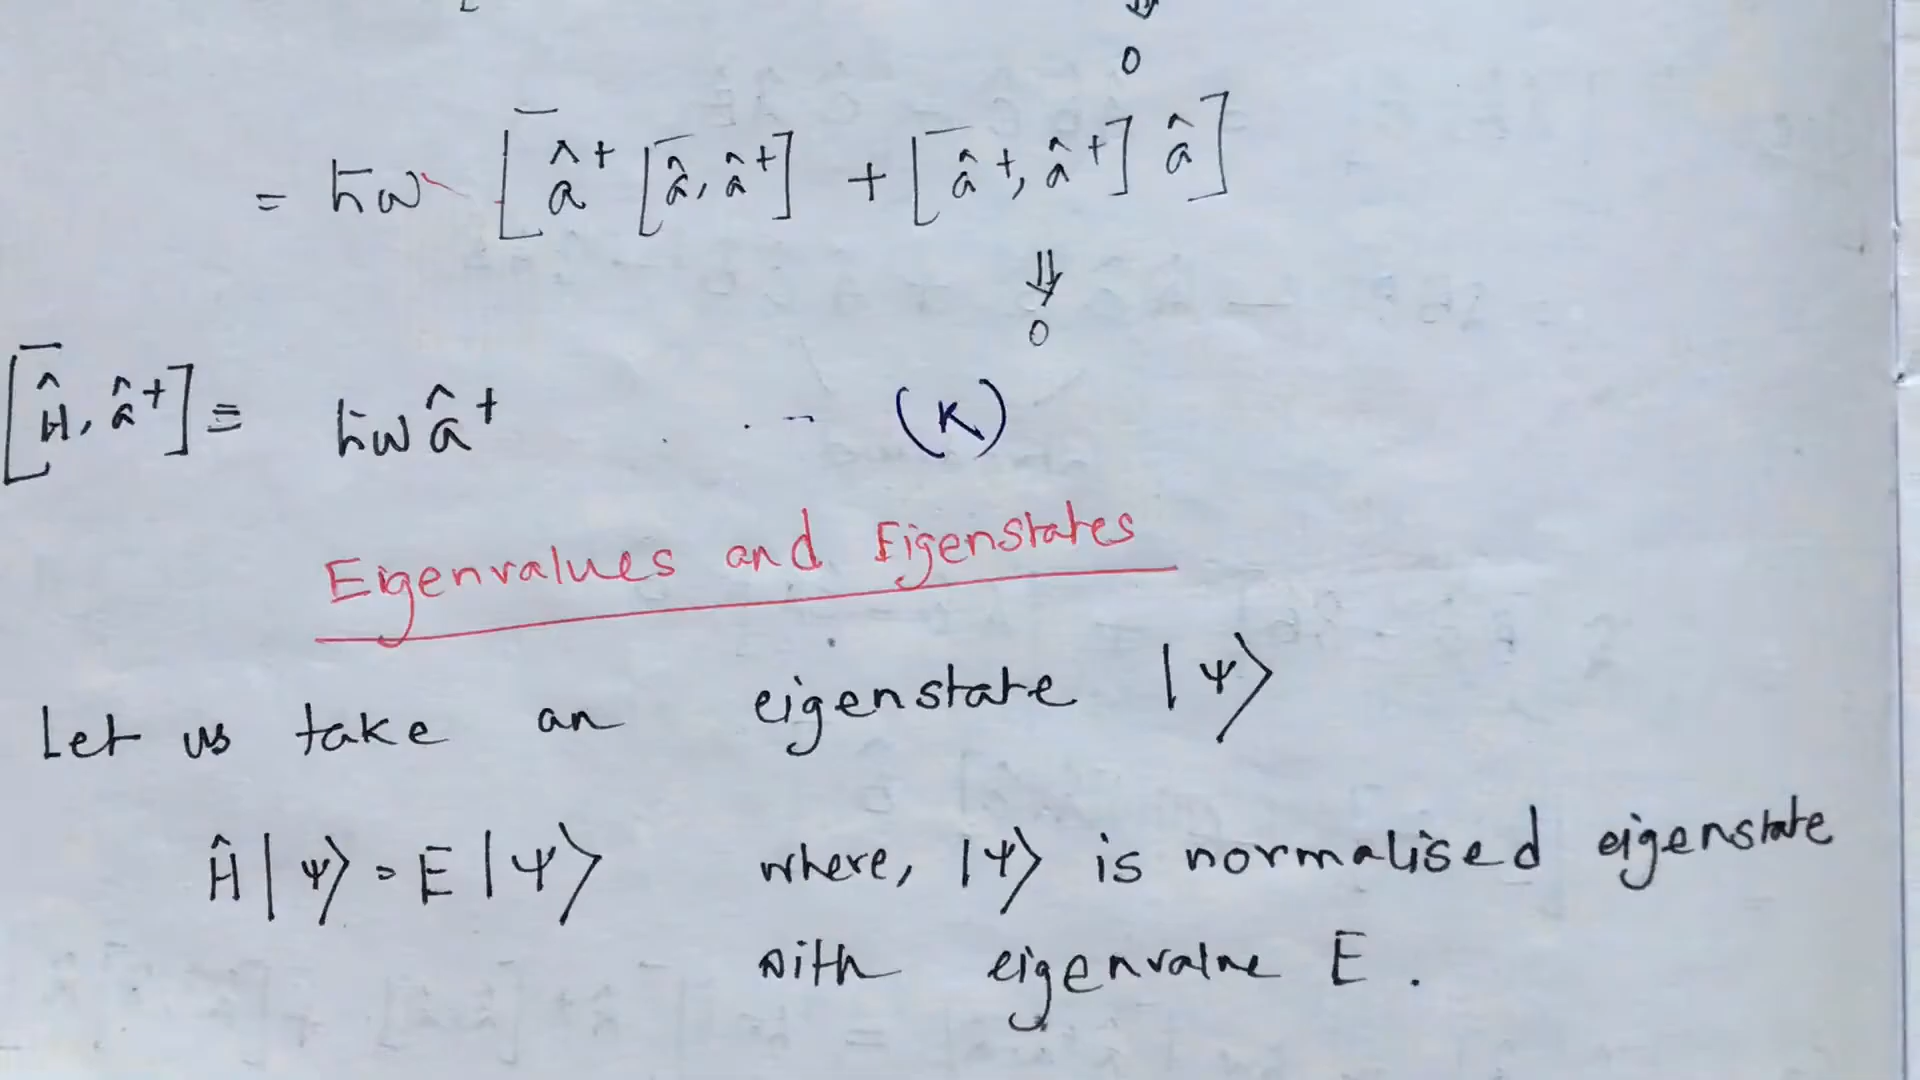 0
= ħω [â† [â, â†] + [â†, â†] â]
⇓
0
[Ĥ, â†] = ħω â† . . -- (K)
Eigenvalues and Eigenstates
Let us take an eigenstate |ψ⟩
Ĥ|ψ⟩ = E|ψ⟩ where, |ψ⟩ is normalised eigenstate
with eigenvalue E.